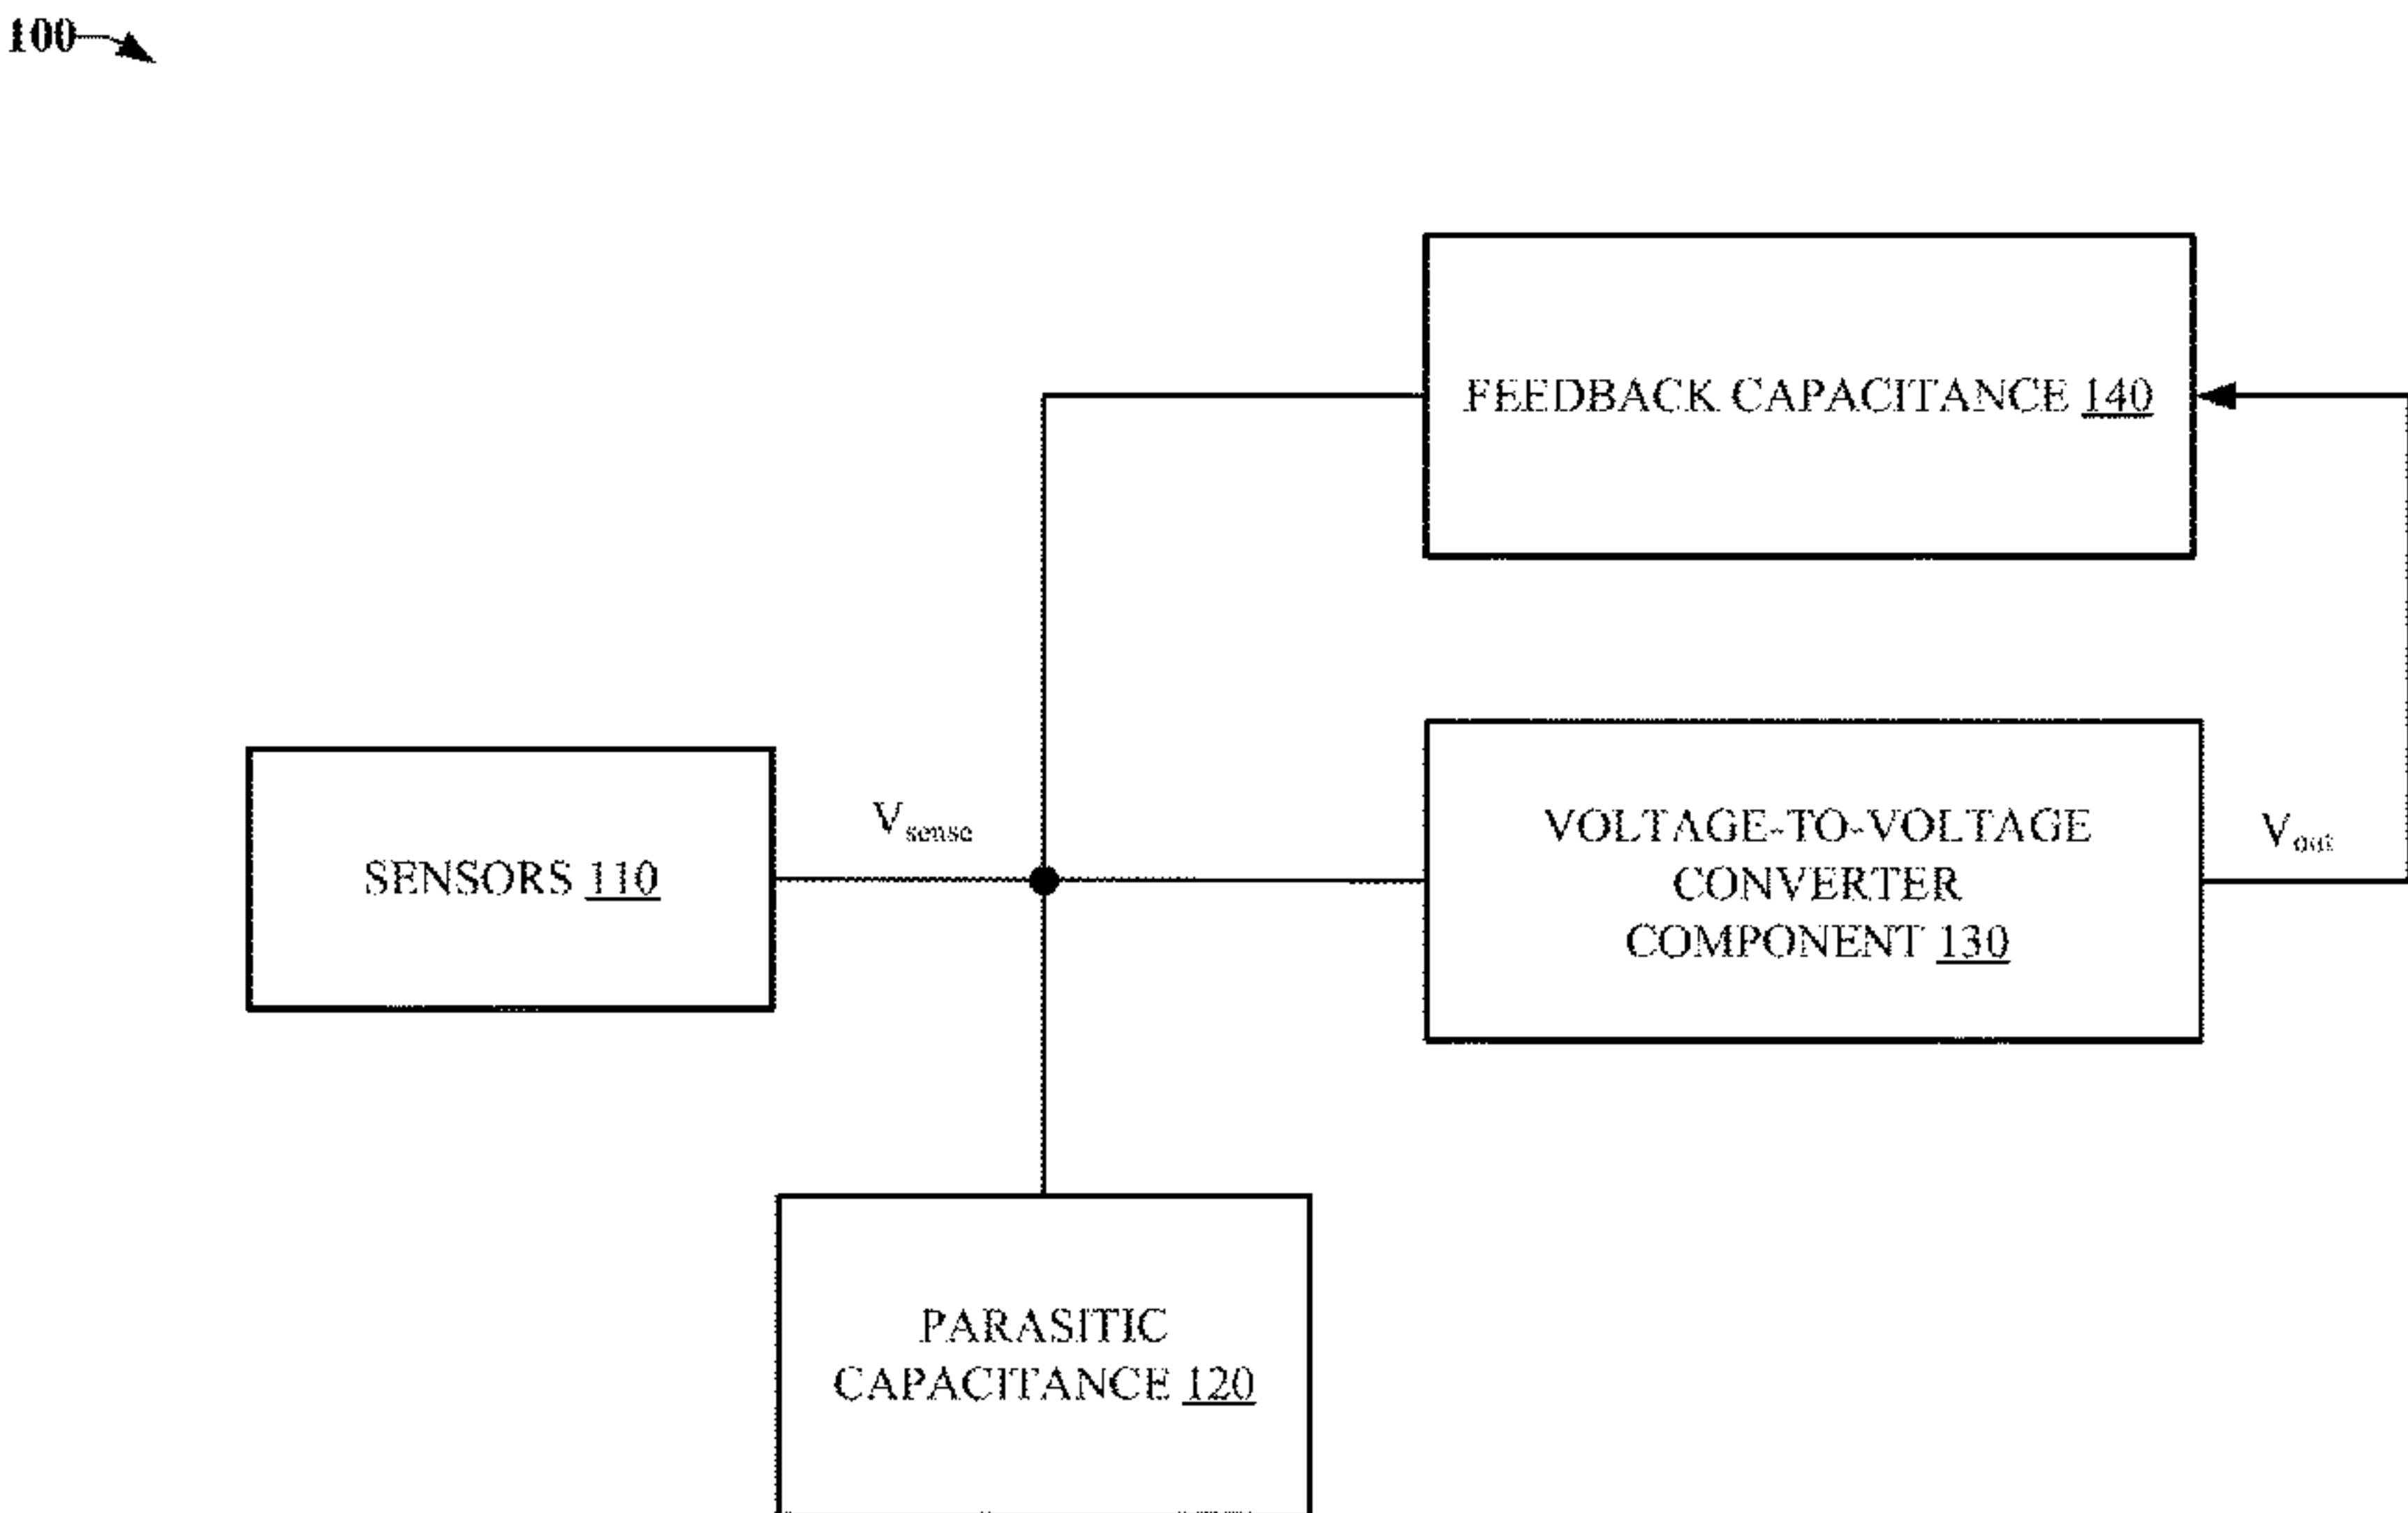 100
FEEDBACK CAPACITANCE 140
SENSORS 110
Vsense
VOLTAGE-TO-VOLTAGE
CONVERTER
COMPONENT 130
Vout
PARASITIC
CAPACITANCE 120